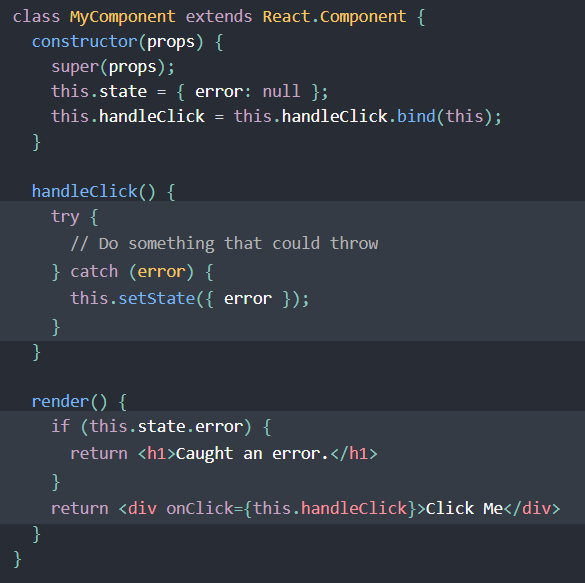 class MyComponent extends React.Component {
  constructor(props) {
    super(props);
    this.state = { error: null };
    this.handleClick = this.handleClick.bind(this);
  }

  handleClick() {
    try {
      // Do something that could throw
    } catch (error) {
      this.setState({ error });
    }
  }

  render() {
    if (this.state.error) {
      return <h1>Caught an error.</h1>
    }
    return <div onClick={this.handleClick}>Click Me</div>
  }
}